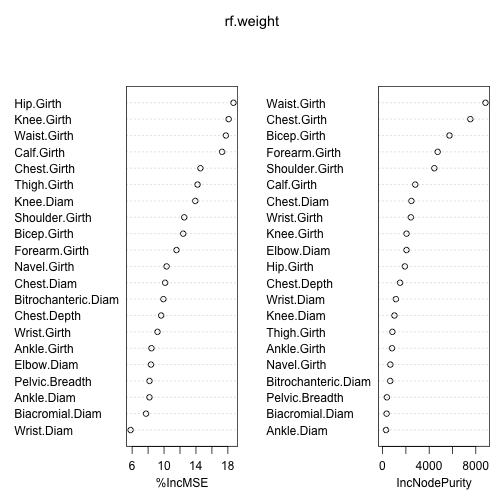 rf.weight
Hip.Girth
Knee.Girth
Waist.Girth
Calf.Girth
Chest.Girth
Thigh.Girth
Knee.Diam
Shoulder.Girth
Bicep.Girth
Forearm.Girth
Navel.Girth
Chest.Diam
Bitrochanteric.Diam
Chest.Depth
Wrist.Girth
Ankle.Girth
Elbow.Diam
Pelvic.Breadth
Ankle.Diam
Biacromial.Diam
Wrist.Diam
6 10 14 18
%IncMSE
Waist.Girth
Chest.Girth
Bicep.Girth
Forearm.Girth
Shoulder.Girth
Calf.Girth
Chest.Diam
Wrist.Girth
Knee.Girth
Elbow.Diam
Hip.Girth
Chest.Depth
Wrist.Diam
Knee.Diam
Thigh.Girth
Ankle.Girth
Navel.Girth
Bitrochanteric.Diam
Pelvic.Breadth
Biacromial.Diam
Ankle.Diam
0 4000 8000
IncNodePurity